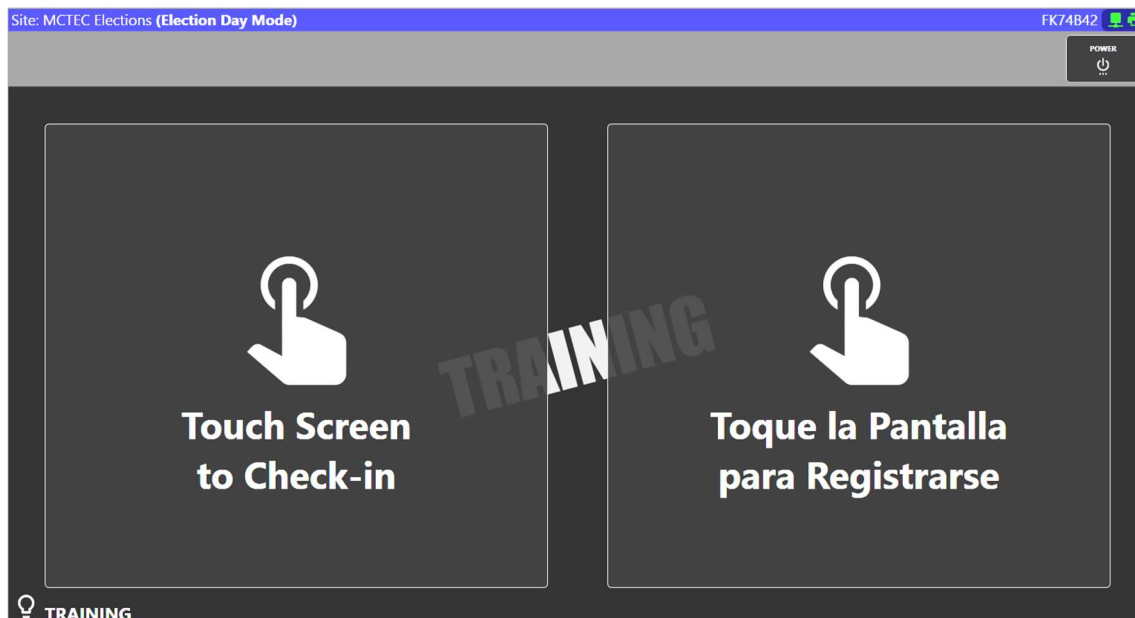 Site: MCTEC Elections (Election Day Mode) FK74B42
POWER
TRAINING
Touch Screen
to Check-in
Toque la Pantalla
para Registrarse
TRAINING